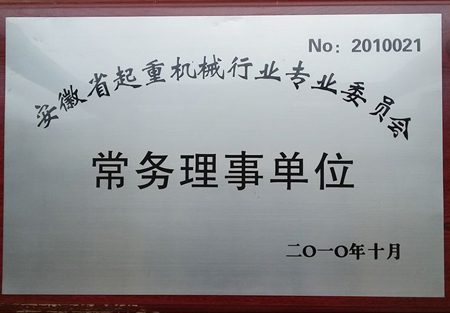 No：2010021
安徽省起重机械行业专业委员会
常务理事单位
二〇一〇年十月